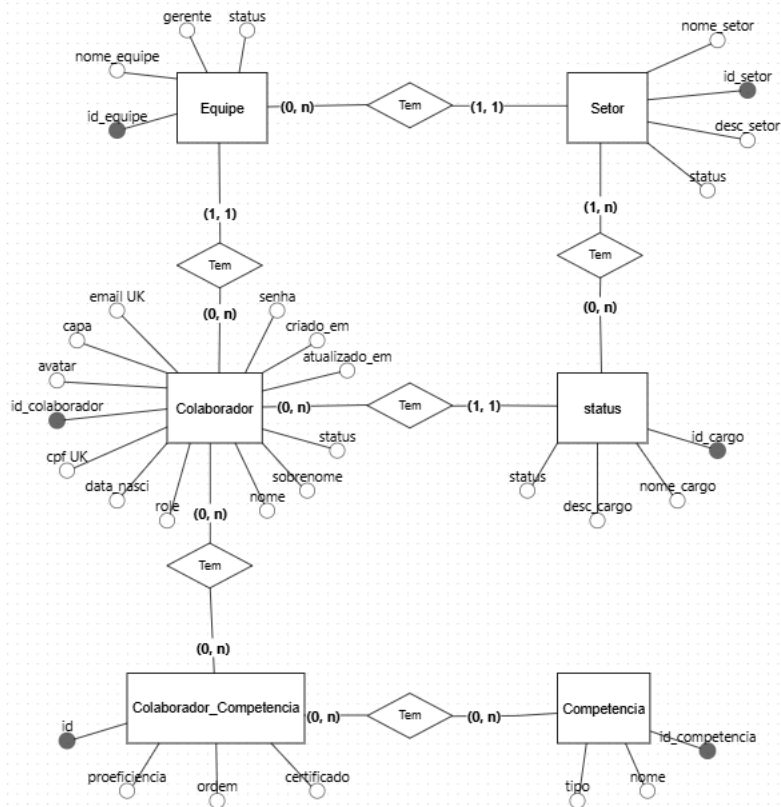 gerente
status
nome_equipe
id_equipe
Equipe
(0, n)
Tem
(1, 1)
Setor
nome_setor
id_setor
desc_setor
status
(1, 1)
Tem
(0, n)
(1, n)
Tem
(0, n)
email UK
senha
capa
criado_em
avatar
atualizado_em
id_colaborador
Colaborador
(0, n)
Tem
(1, 1)
status
cpf UK
data_nasci
role
nome
sobrenome
status
id_cargo
status
desc_cargo
nome_cargo
(0, n)
Tem
(0, n)
Colaborador_Competencia
(0, n)
Tem
(0, n)
Competencia
id
proeficiencia
ordem
certificado
id_competencia
tipo
nome